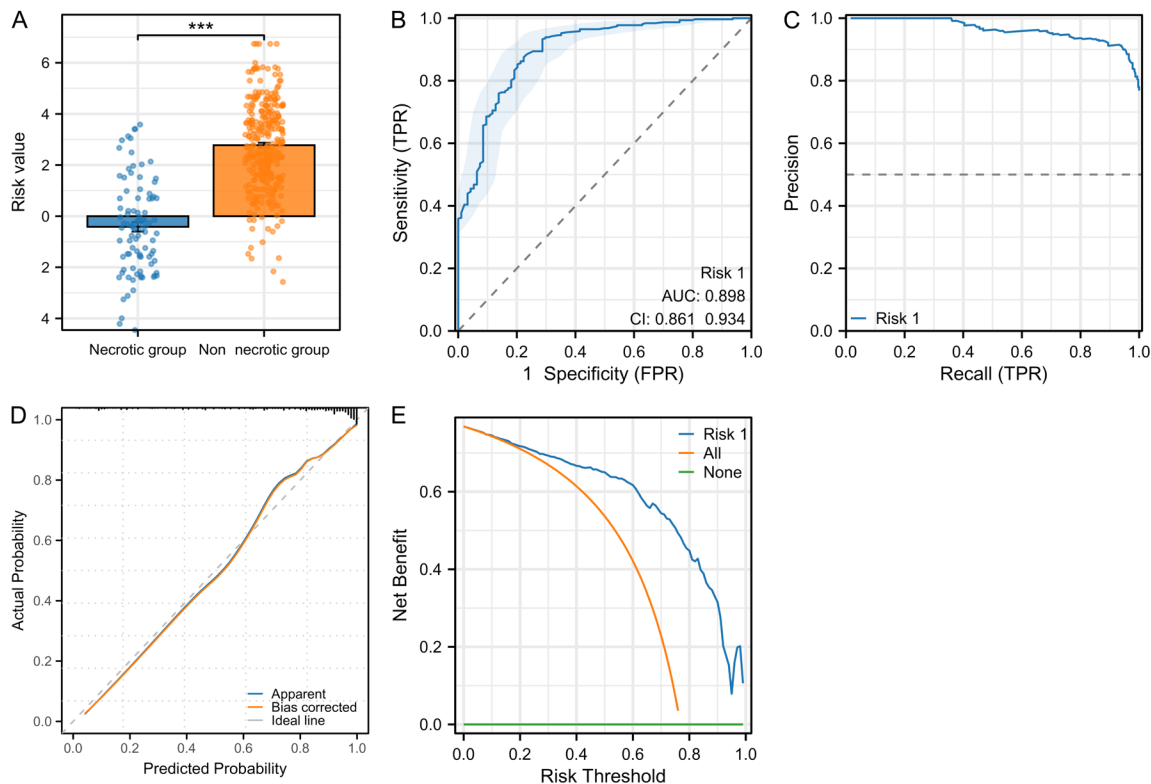 A
***
Risk value
6
4
2
0
2
4
Necrotic group
Non necrotic group
B
Sensitivity (TPR)
1.0
0.8
0.6
0.4
0.2
0.0
Risk 1
AUC: 0.898
CI: 0.861 0.934
0.0 0.2 0.4 0.6 0.8 1.0
1 Specificity (FPR)
C
Precision
1.0
0.8
0.6
0.4
0.2
0.0
Risk 1
0.0 0.2 0.4 0.6 0.8 1.0
Recall (TPR)
D
Actual Probability
1.0
0.8
0.6
0.4
0.2
0.0
Apparent
Bias corrected
Ideal line
0.0 0.2 0.4 0.6 0.8 1.0
Predicted Probability
E
Net Benefit
0.6
0.4
0.2
0.0
Risk 1
All
None
0.0 0.2 0.4 0.6 0.8 1.0
Risk Threshold